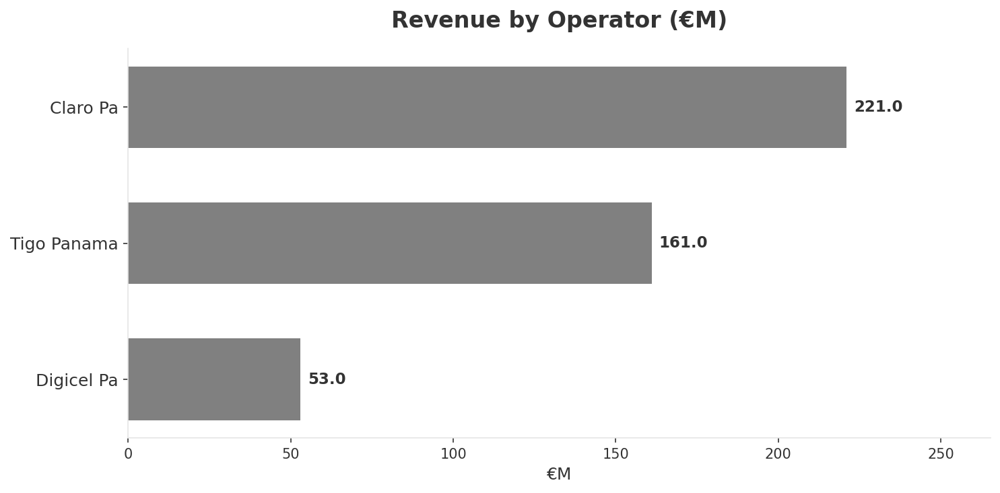 Revenue by Operator (€M)
Claro Pa
221.0
Tigo Panama
161.0
Digicel Pa
53.0
0 50 100 150 200 250
€M